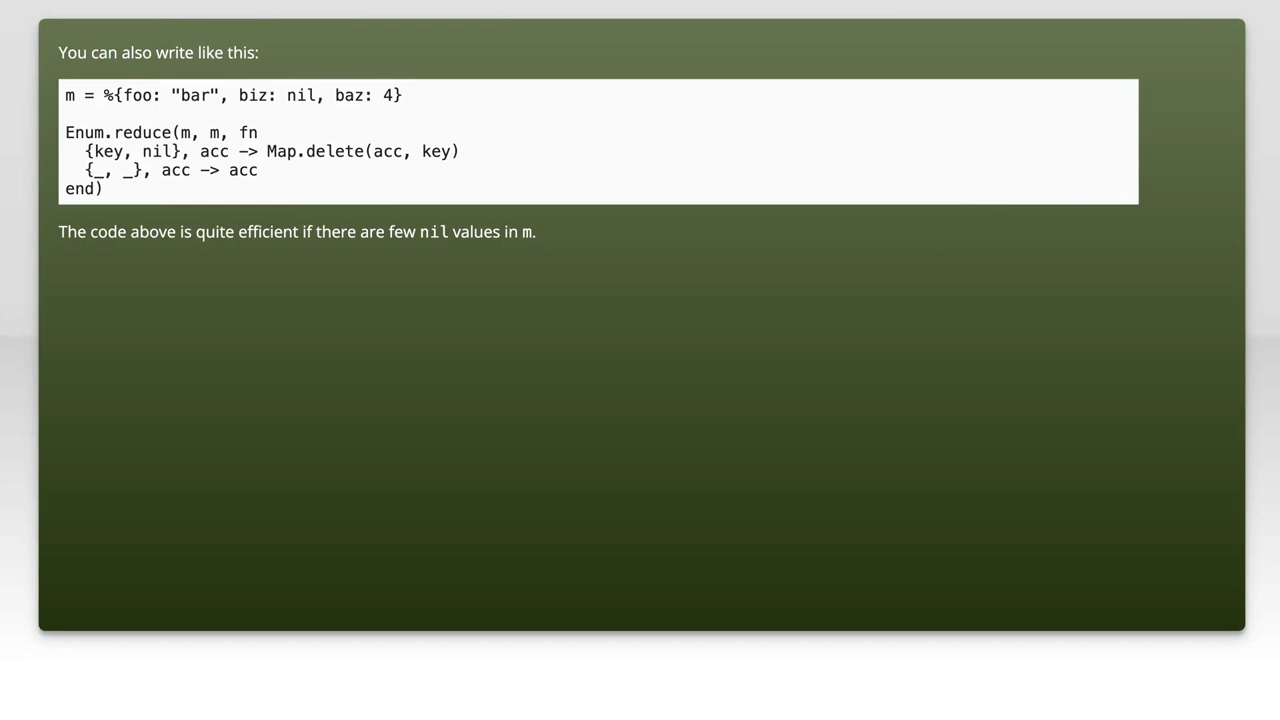 You can also write like this:
m = %{foo: "bar", biz: nil, baz: 4}
Enum.reduce(m, m, fn
  {key, nil}, acc -> Map.delete(acc, key)
  {_, _}, acc -> acc
end)
The code above is quite efficient if there are few nil values in m.